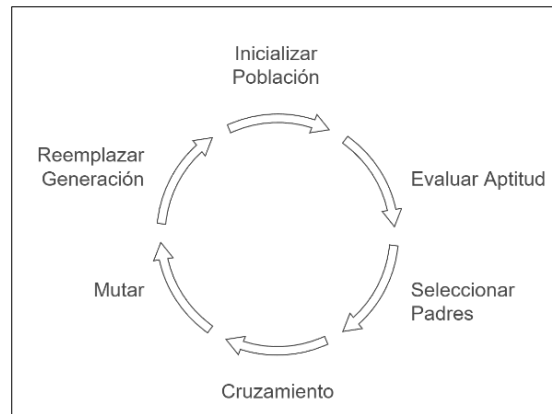 Inicializar
Población
Evaluar Aptitud
Seleccionar
Padres
Cruzamiento
Mutar
Reemplazar
Generación